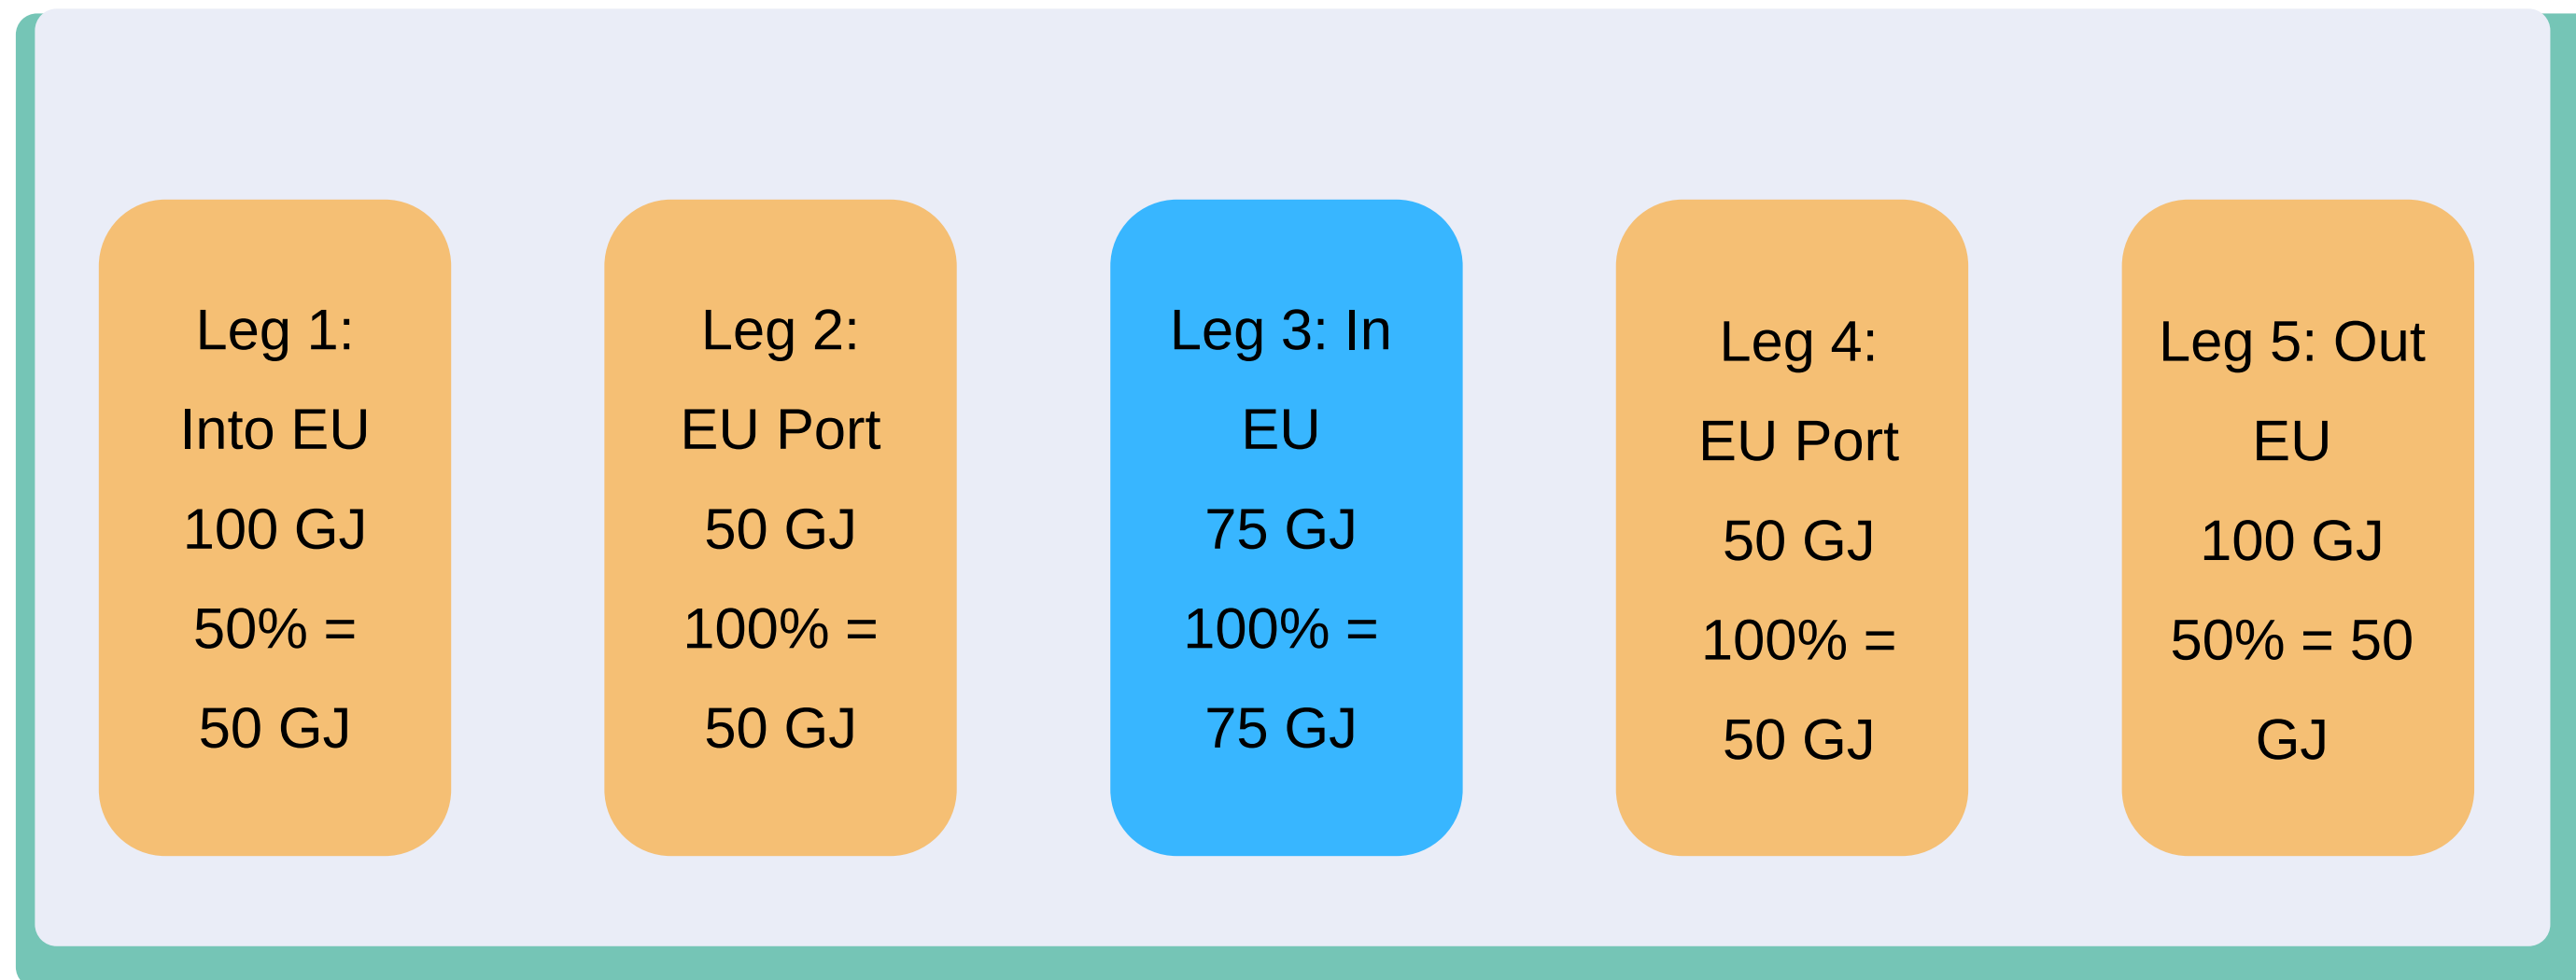 Leg 1:
Into EU
100 GJ
50% =
50 GJ
Leg 2:
EU Port
50 GJ
100% =
50 GJ
Leg 3: In
EU
75 GJ
100% =
75 GJ
Leg 4:
EU Port
50 GJ
100% =
50 GJ
Leg 5: Out
EU
100 GJ
50% = 50
GJ